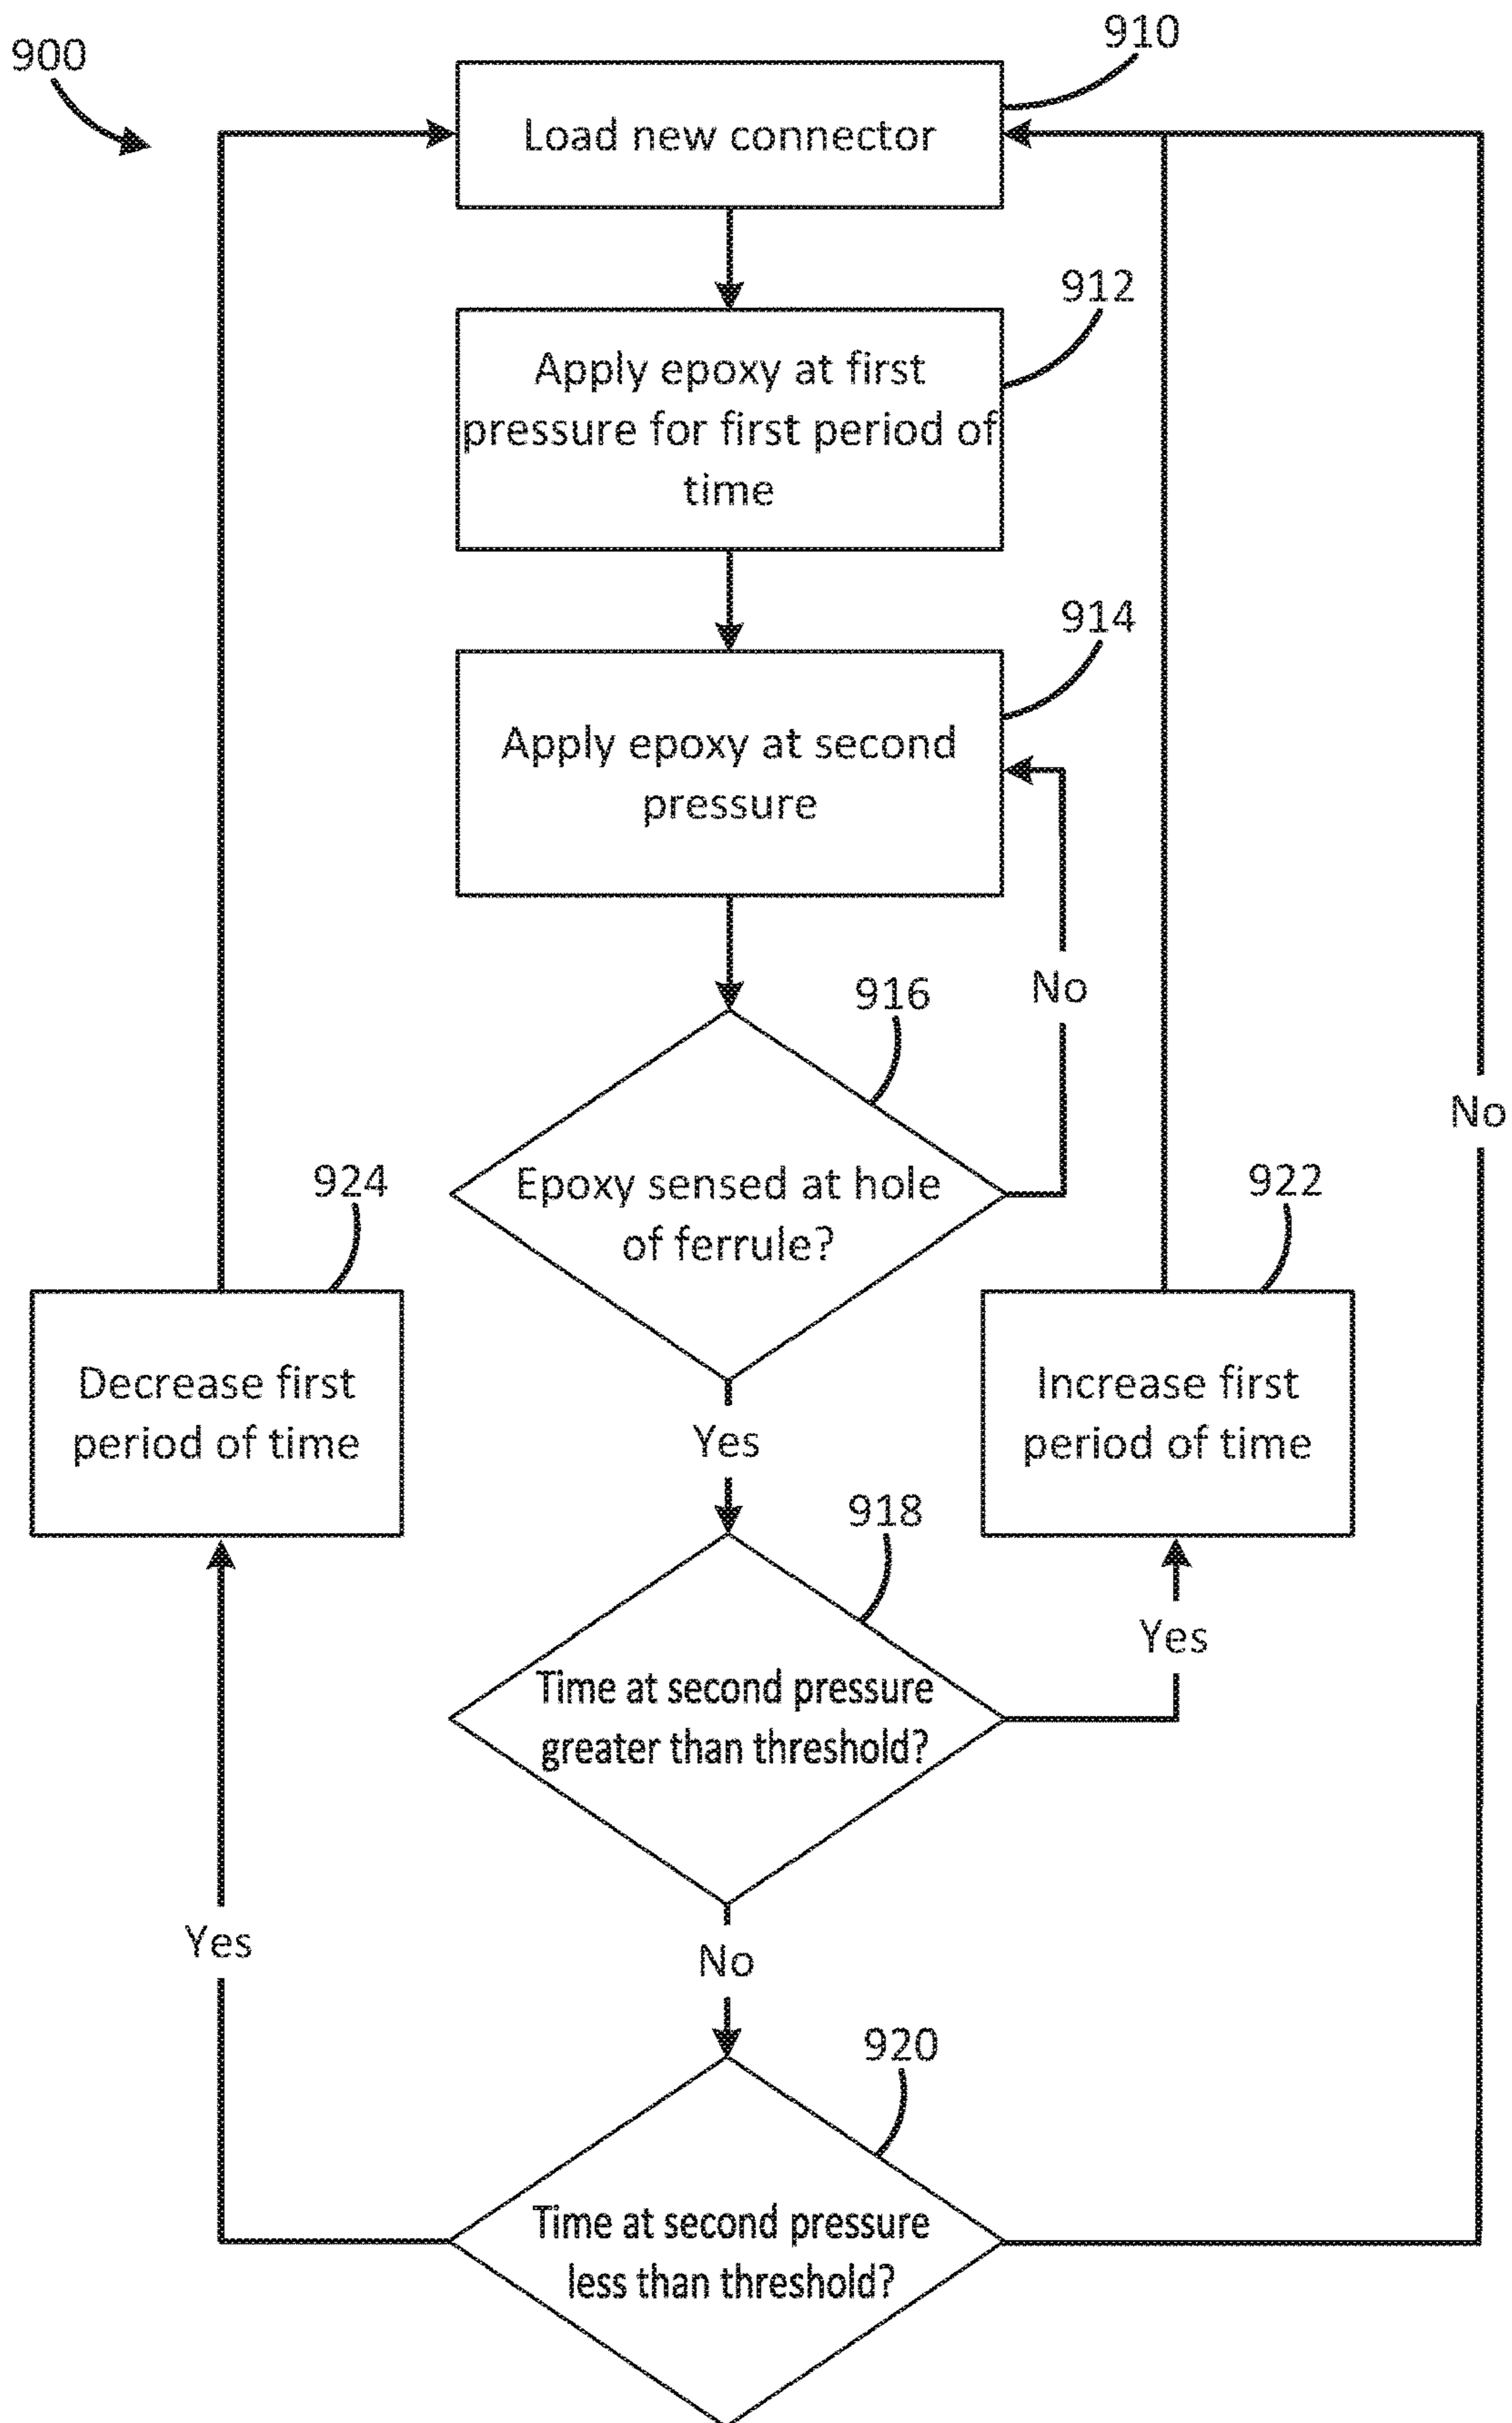 900
910
Load new connector
912
Apply epoxy at first
pressure for first period of
time
914
Apply epoxy at second
pressure
916
No
Epoxy sensed at hole
of ferrule?
No
924
922
Decrease first
period of time
Increase first
period of time
Yes
918
Yes
Time at second pressure
greater than threshold?
Yes
No
920
Time at second pressure
less than threshold?